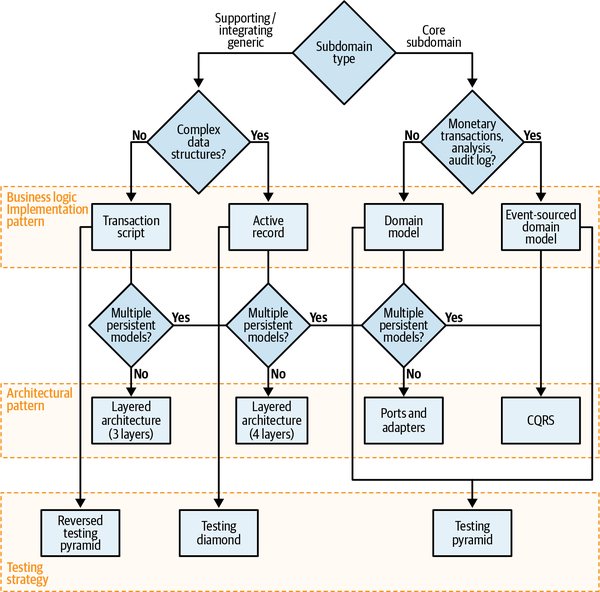 Supporting/
integrating
generic
Subdomain
type
Core
subdomain
No
Complex
data
structures?
Yes
No
Monetary
transactions,
analysis,
audit log?
Yes
Business logic
Implementation
pattern
Transaction
script
Active
record
Domain
model
Event-sourced
domain
model
Multiple
persistent
models?
Yes
Multiple
persistent
models?
Yes
Multiple
persistent
models?
Yes
No
No
No
Architectural
pattern
Layered
architecture
(3 layers)
Layered
architecture
(4 layers)
Ports and
adapters
CQRS
Reversed
testing
pyramid
Testing
diamond
Testing
pyramid
Testing
strategy